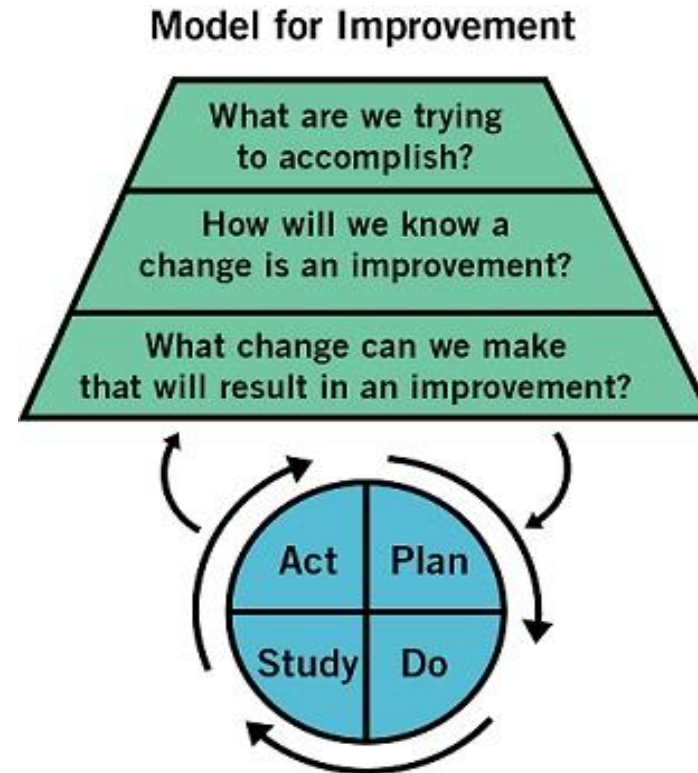 Model for Improvement
What are we trying
to accomplish?
How will we know a
change is an improvement?
What change can we make
that will result in an improvement?
Act
Plan
Study
Do